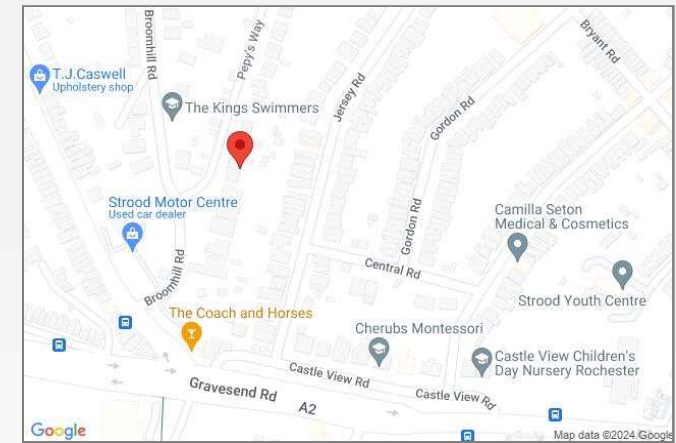 Broomhill Rd
Pepy's Way
Bryant Rd
T.J.Caswell
Upholstery shop
Jersey Rd
The Kings Swimmers
Gordon Rd
Strood Motor Centre
Used car dealer
Camilla Seton
Medical & Cosmetics
Gordon Rd
Broomhill Rd
Central Rd
Strood Youth Centre
The Coach and Horses
Cherubs Montessori
Castle View Children's
Day Nursery Rochester
Castle View Rd
Gravesend Rd
Castle View Rd
A2
Google
Map data ©2024 Google